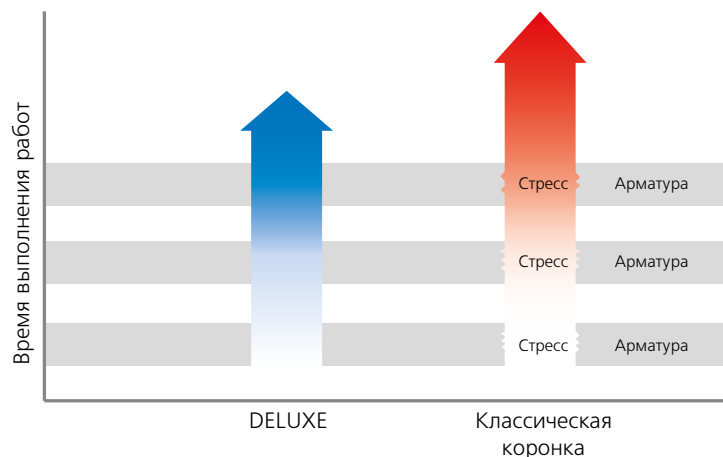 Время выполнения работ
Стресс Арматура
Стресс Арматура
Стресс Арматура
DELUXE
Классическая
коронка